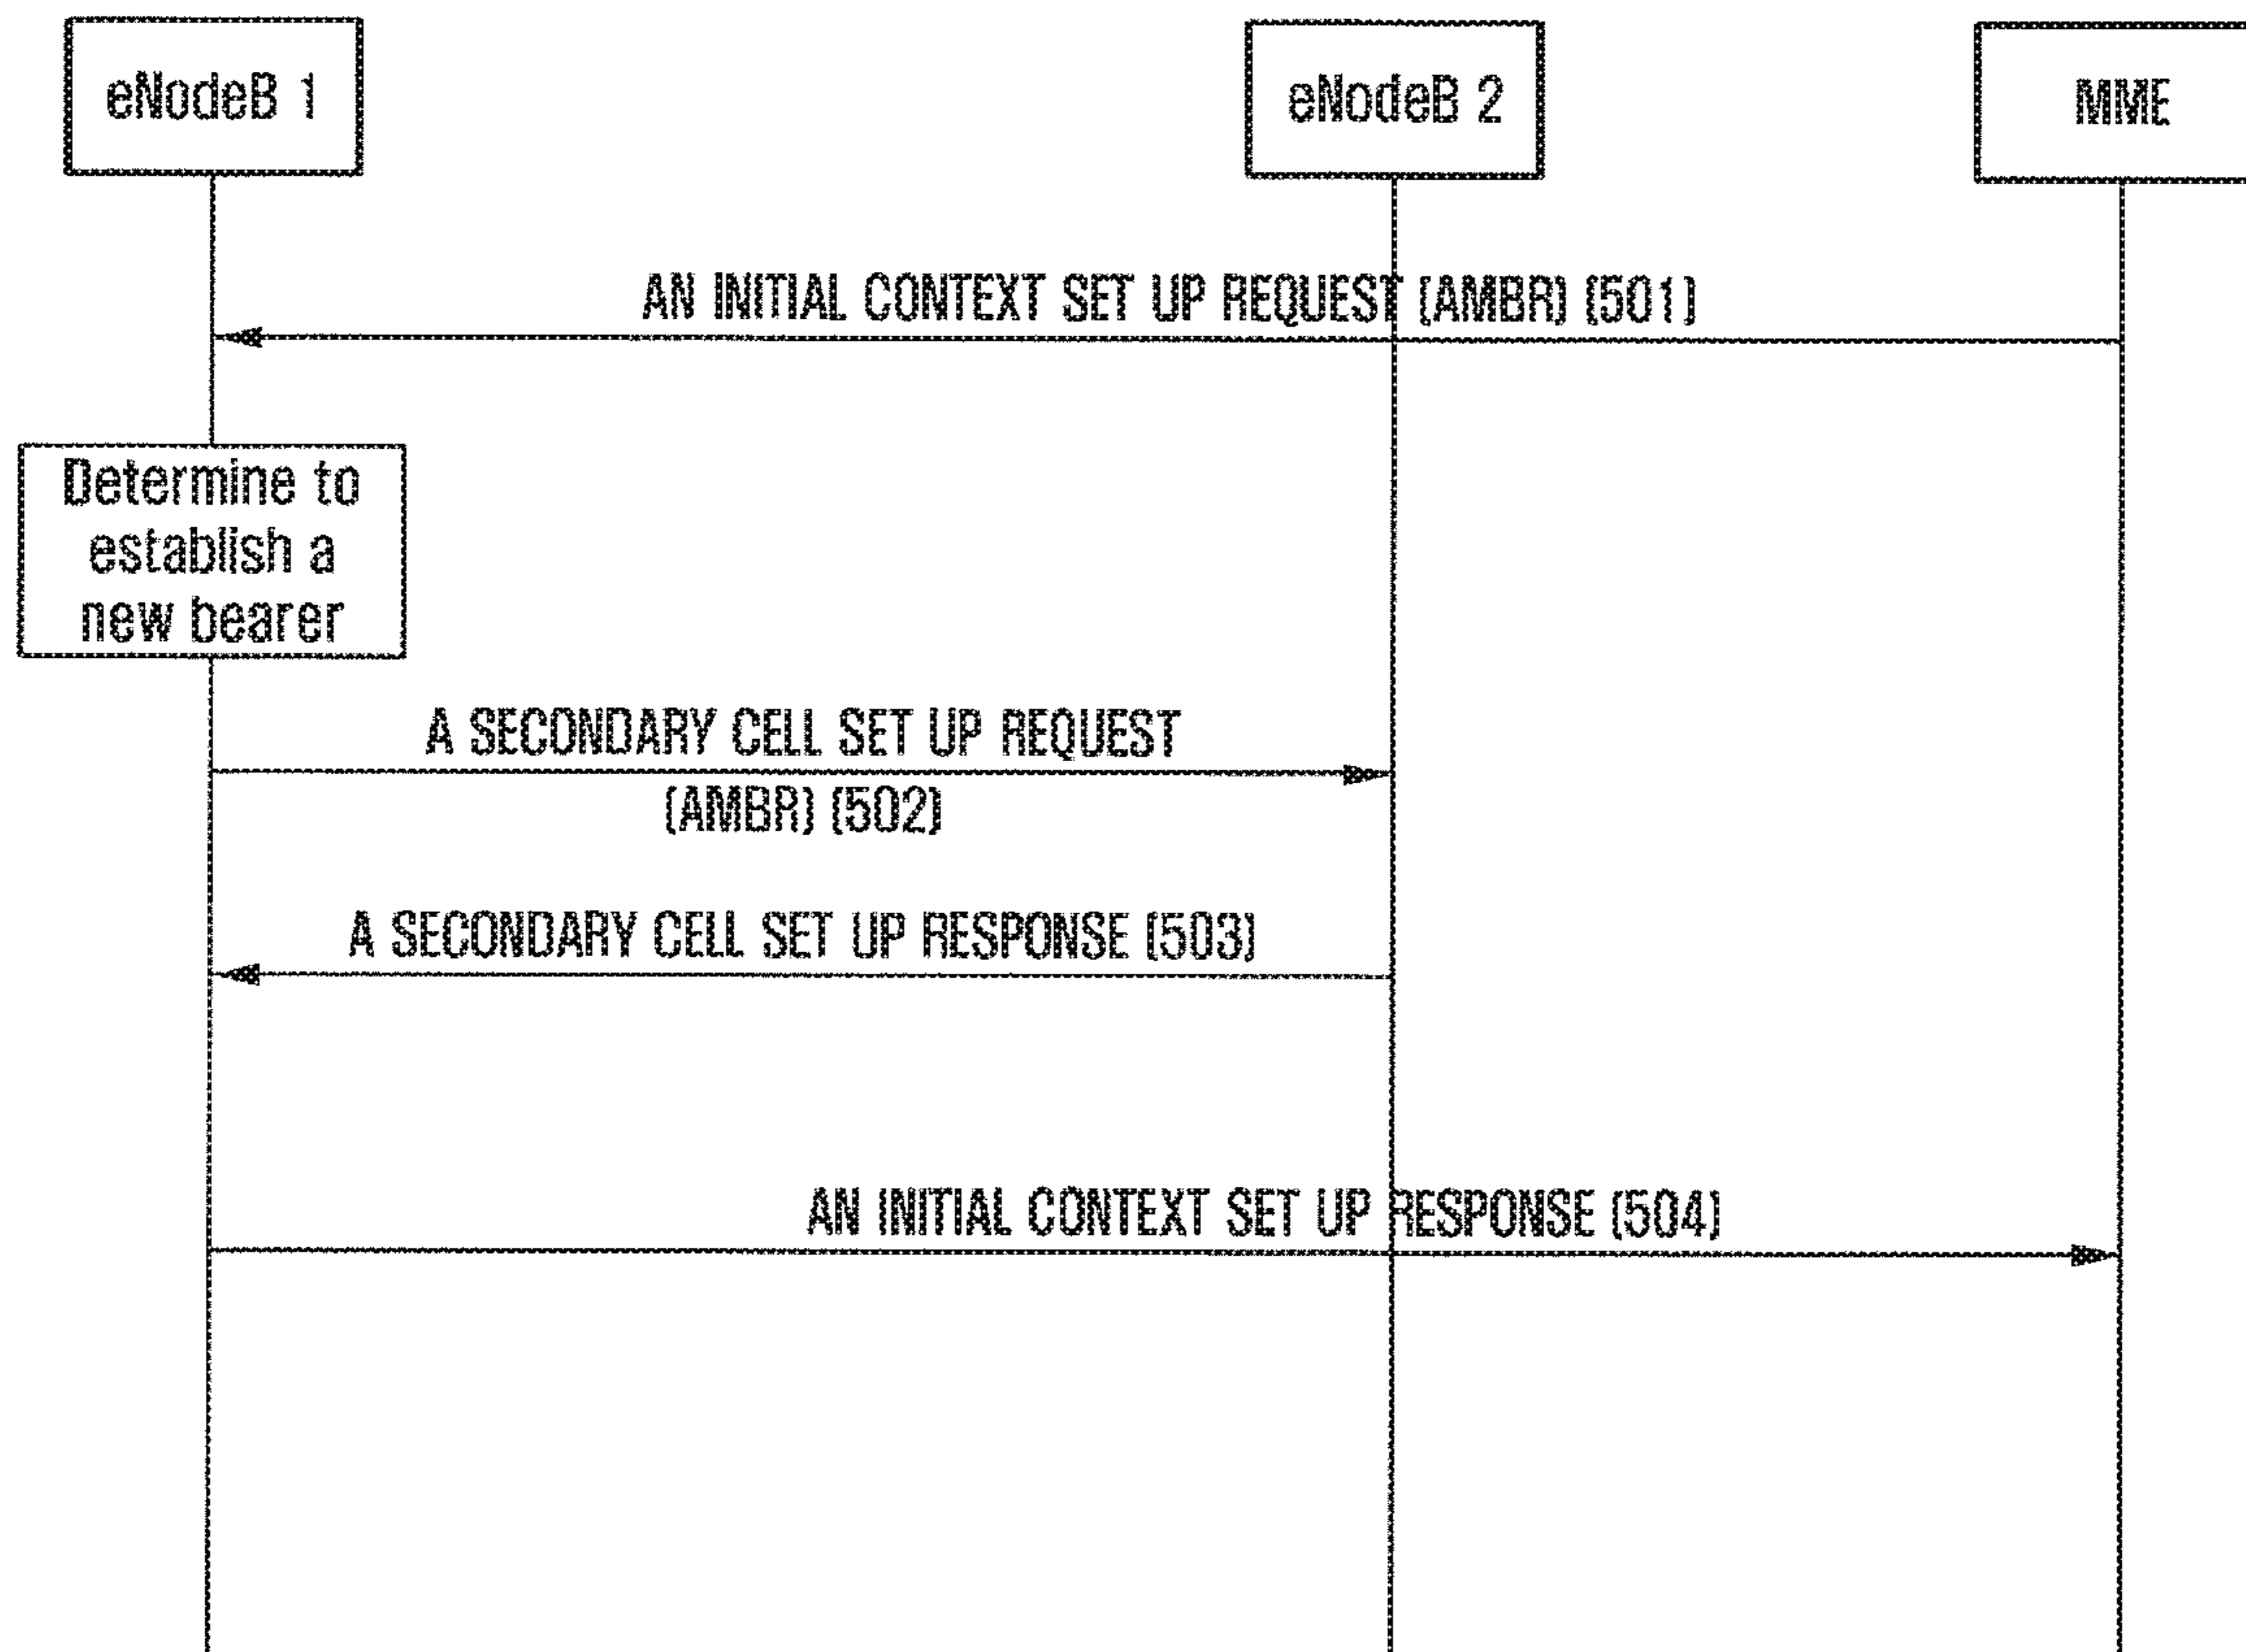 eNodeB 1
eNodeB 2
MME
AN INITIAL CONTEXT SET UP REQUEST (AMBR) (501)
Determine to
establish a
new bearer
A SECONDARY CELL SET UP REQUEST
(AMBR) (502)
A SECONDARY CELL SET UP RESPONSE (503)
AN INITIAL CONTEXT SET UP RESPONSE (504)